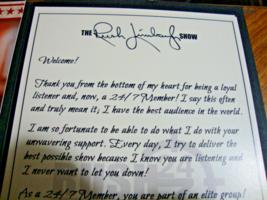 THE Rush Limbaugh SHOW
Welcome!
Thank you from the bottom of my heart for being a loyal
listener and, now, a 24/7 Member! I say this often
and truly mean it; I have the best audience in the world.
I am so fortunate to be able to do what I do with your
unwavering support. Every day, I try to deliver the
best possible show because I know you are listening and
I never want to let you down!
As a 24/7 Member, you are part of an elite group!